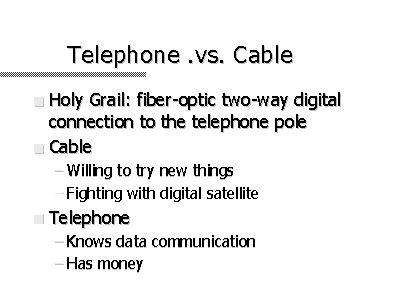 Telephone .vs. Cable
Holy Grail: fiber-optic two-way digital
connection to the telephone pole
Cable
–Willing to try new things
–Fighting with digital satellite
Telephone
–Knows data communication
–Has money